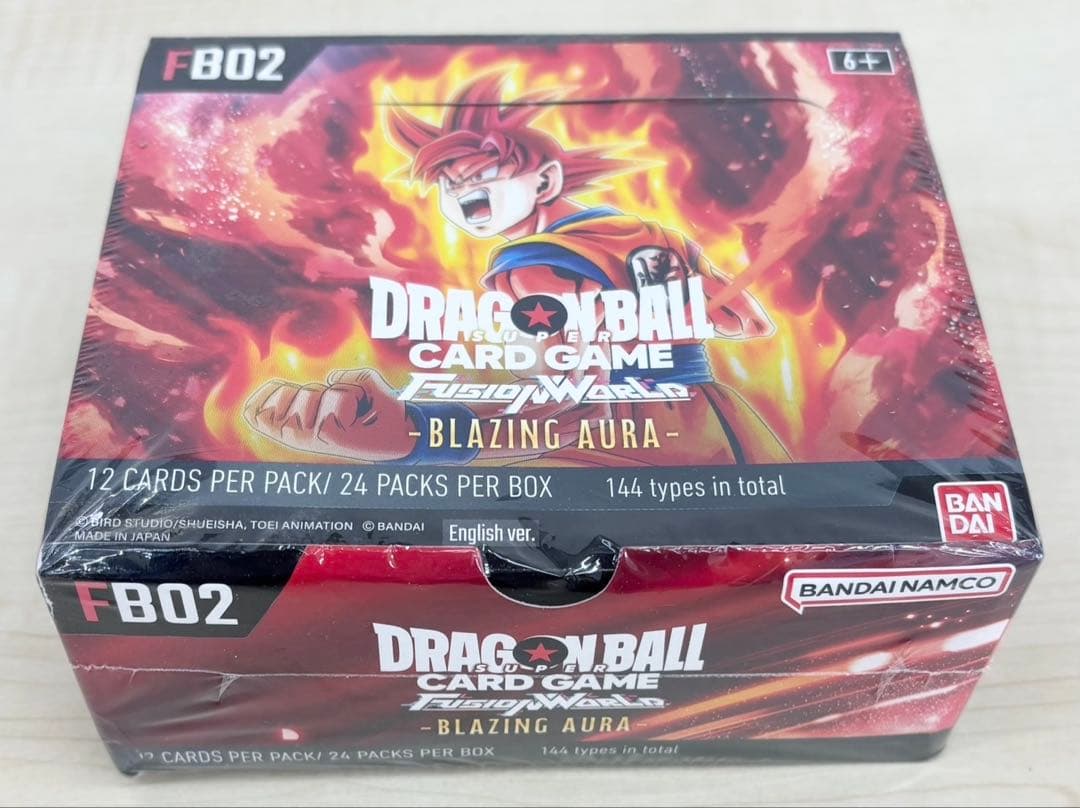 FB02
6+
DRAGON BALL
SUPER
CARD GAME
FUSION WORLD
-BLAZING AURA-
12 CARDS PER PACK/ 24 PACKS PER BOX 144 types in total
©BIRD STUDIO/SHUEISHA, TOEI ANIMATION ©BANDAI
MADE IN JAPAN
English ver.
BAN
DAI
FB02
BANDAI NAMCO
DRAGON BALL
SUPER
CARD GAME
FUSION WORLD
-BLAZING AURA-
12 CARDS PER PACK/ 24 PACKS PER BOX 144 types in total